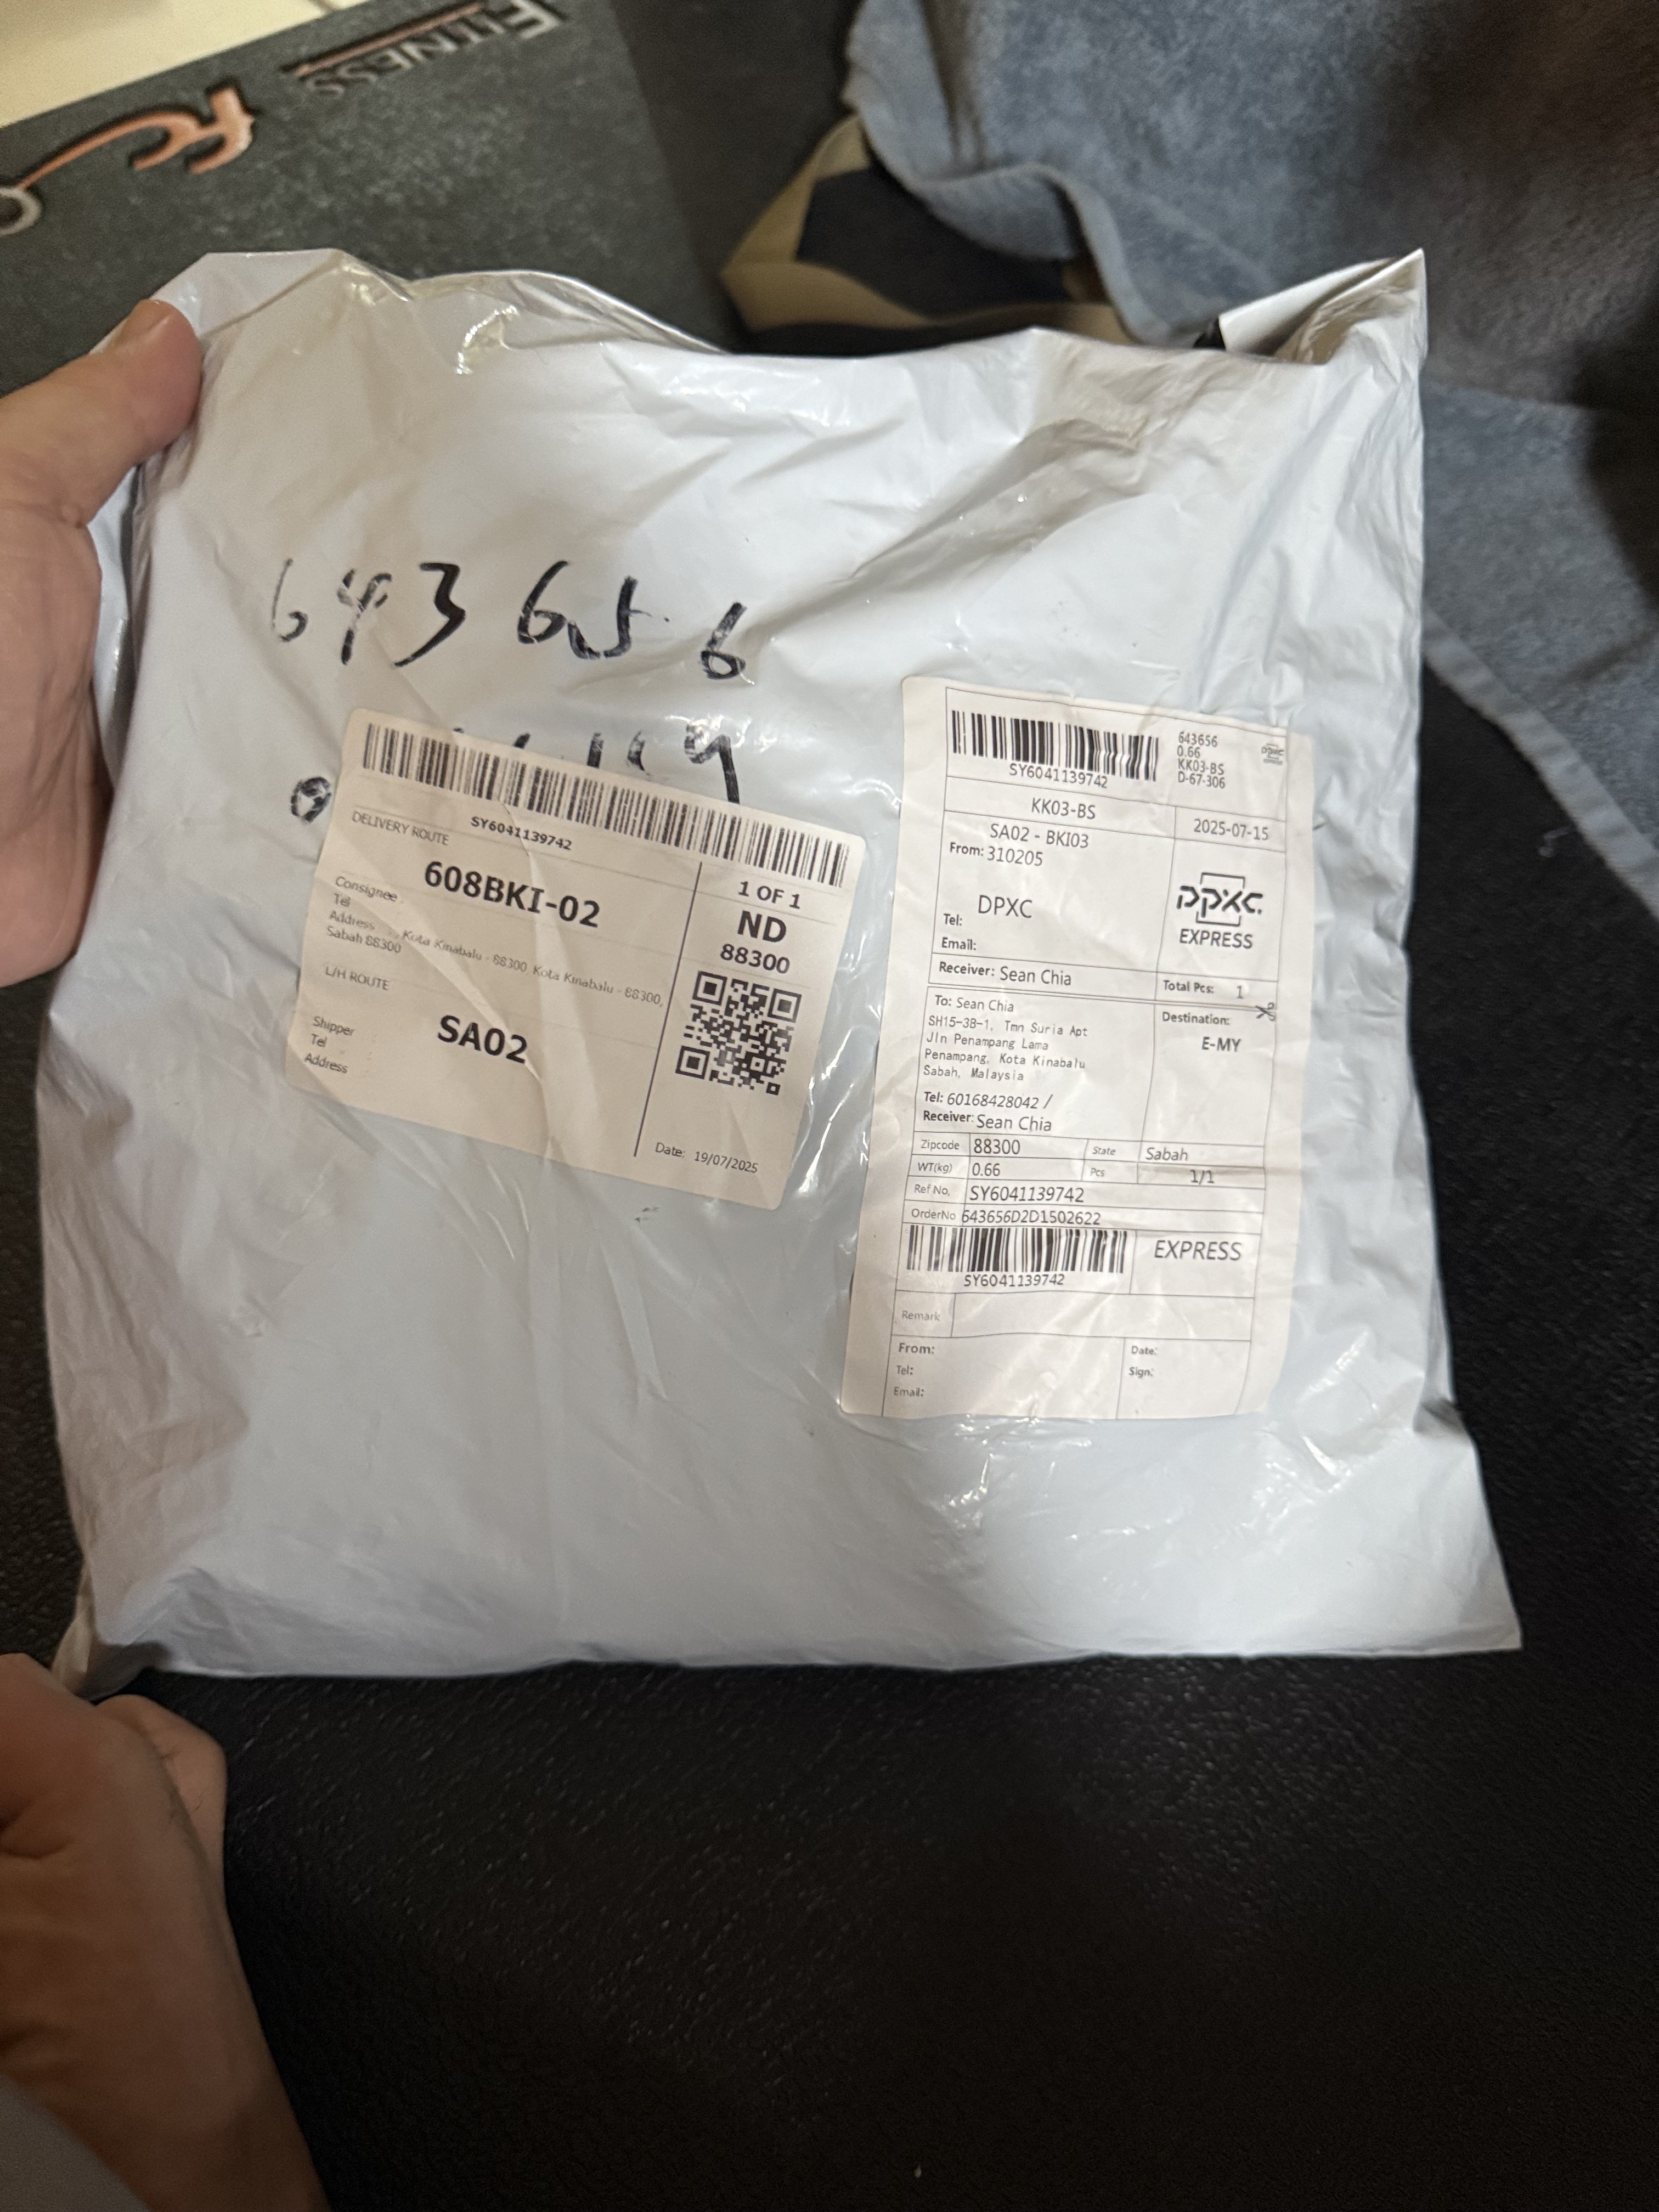 FITNESS
643656
9
SY6041139742
DELIVERY ROUTE
608BKI-02
1 OF 1
ND
88300
Consignee
Tel
Address Kota Kinabalu - 88300, Kota Kinabalu - 88300,
Sabah 88300
L/H ROUTE
SA02
Shipper
Tel
Address
Date: 19/07/2025
SY6041139742
643656
0.66
KK03-BS
D-67-306
DPXC
KK03-BS
2025-07-15
SA02 - BKI03
From: 310205
DPXC
Tel:
Email:
DPXC.
EXPRESS
Receiver: Sean Chia
Total Pcs: 1
To: Sean Chia
SH15-3B-1, Tmn Suria Apt
Jln Penampang Lama
Penampang, Kota Kinabalu
Sabah, Malaysia
Tel: 60168428042 /
Receiver: Sean Chia
Destination:
E-MY
Zipcode 88300 State Sabah
WT(kg) 0.66 Pcs 1/1
Ref No, SY6041139742
OrderNo 643656D2D1502622
SY6041139742
EXPRESS
Remark
From:
Tel:
Email:
Date:
Sign: